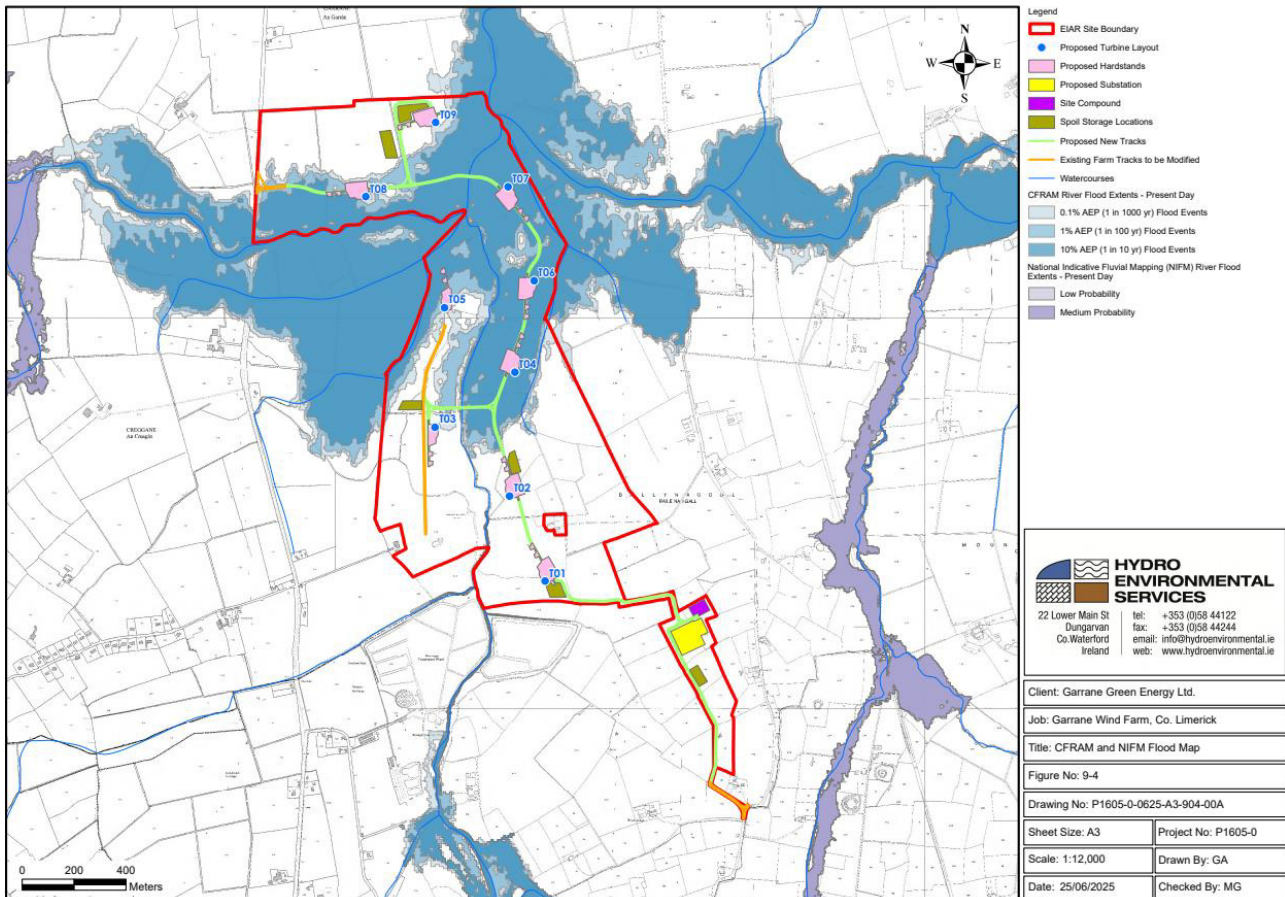 Au Garda
N
W
E
S
T09
T08
T07
T06
T05
T04
T03
CREGGANE
An Creagán
T02
BALLYNAGOUL
BAILE NA NGALL
T01
0 200 400
Meters
Legend
EIAR Site Boundary
Proposed Turbine Layout
Proposed Hardstands
Proposed Substation
Site Compound
Spoil Storage Locations
Proposed New Tracks
Existing Farm Tracks to be Modified
Watercourses
CFRAM River Flood Extents - Present Day
0.1% AEP (1 in 1000 yr) Flood Events
1% AEP (1 in 100 yr) Flood Events
10% AEP (1 in 10 yr) Flood Events
National Indicative Fluvial Mapping (NIFM) River Flood
Extents - Present Day
Low Probability
Medium Probability
HYDRO
ENVIRONMENTAL
SERVICES
22 Lower Main St tel: +353 (0)58 44122
Dungarvan fax: +353 (0)58 44244
Co.Waterford email: info@hydroenvironmental.ie
Ireland web: www.hydroenvironmental.ie
Client: Garrane Green Energy Ltd.
Job: Garrane Wind Farm, Co. Limerick
Title: CFRAM and NIFM Flood Map
Figure No: 9-4
Drawing No: P1605-0-0625-A3-904-00A
Sheet Size: A3 Project No: P1605-0
Scale: 1:12,000 Drawn By: GA
Date: 25/06/2025 Checked By: MG